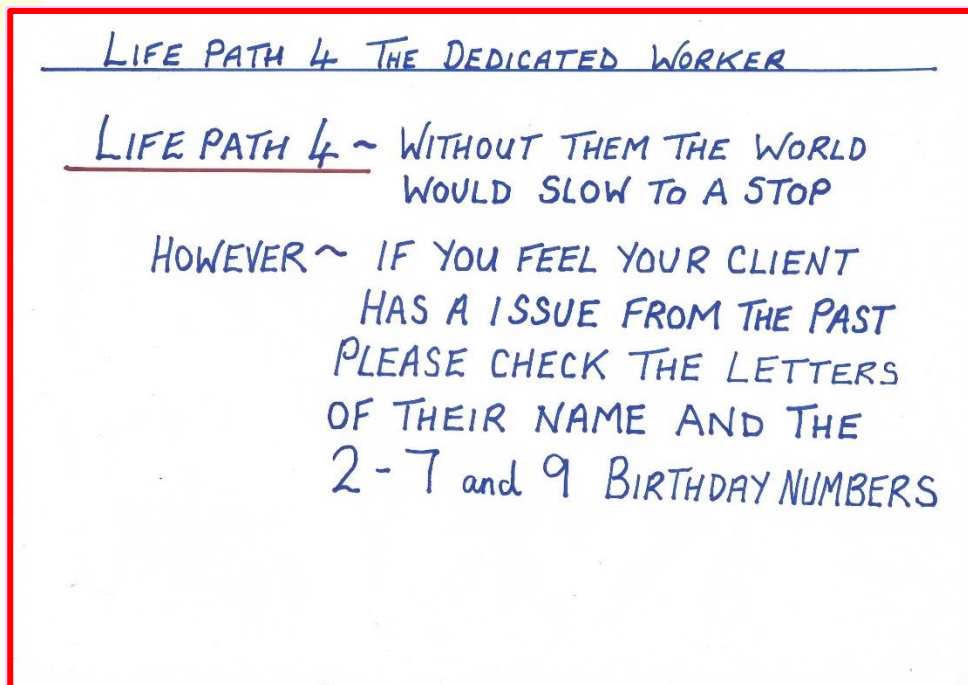 LIFE PATH 4 THE DEDICATED WORKER
LIFE PATH 4 ~ WITHOUT THEM THE WORLD
WOULD SLOW TO A STOP
HOWEVER ~ IF YOU FEEL YOUR CLIENT
HAS A ISSUE FROM THE PAST
PLEASE CHECK THE LETTERS
OF THEIR NAME AND THE
2 - 7 and 9 BIRTHDAY NUMBERS